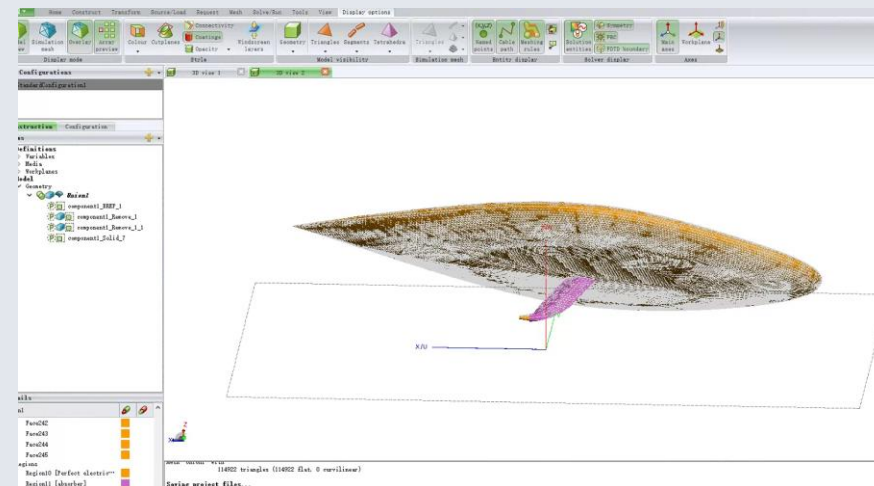 Home Construct Transform Source/Load Request Mesh Solve/Run Tools View Display options
Simulation mesh
Overlay
Error preview
Colour
Cutplanes
Connectivity
Coatings
Opacity
Windscreen layers
Geometry
Triangles
Segments
Tetrahedra
Triangles
Named points
Cable path
Meshing rules
Solution entities
Symmetry
PBC
FDTD boundary
Main axes
Workplane
Display mode Style Model visibility Simulation mesh Entity display Solver display Axes
Configurations
StandardConfiguration1
3D view 1
3D view 2
Configuration
Definitions
Variables
Media
Workplanes
Model
Geometry
Union1
component1_BREP_1
component1_Remove_1
component1_Remove_1_1
component1_Solid_7
Face242
Face243
Face244
Face245
Region10 [Perfect electric...
Region11 [absorber]
114922 triangles (114922 flat, 0 curvilinear)
Saving project files...